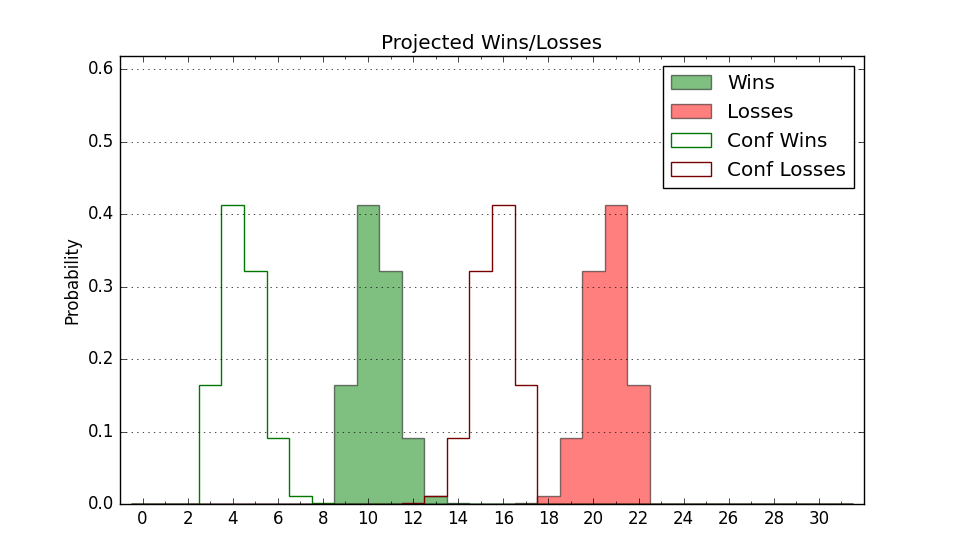 Projected Wins/Losses
Probability
0.6
0.5
0.4
0.3
0.2
0.1
0.0
0 2 4 6 8 10 12 14 16 18 20 22 24 26 28 30
Wins
Losses
Conf Wins
Conf Losses